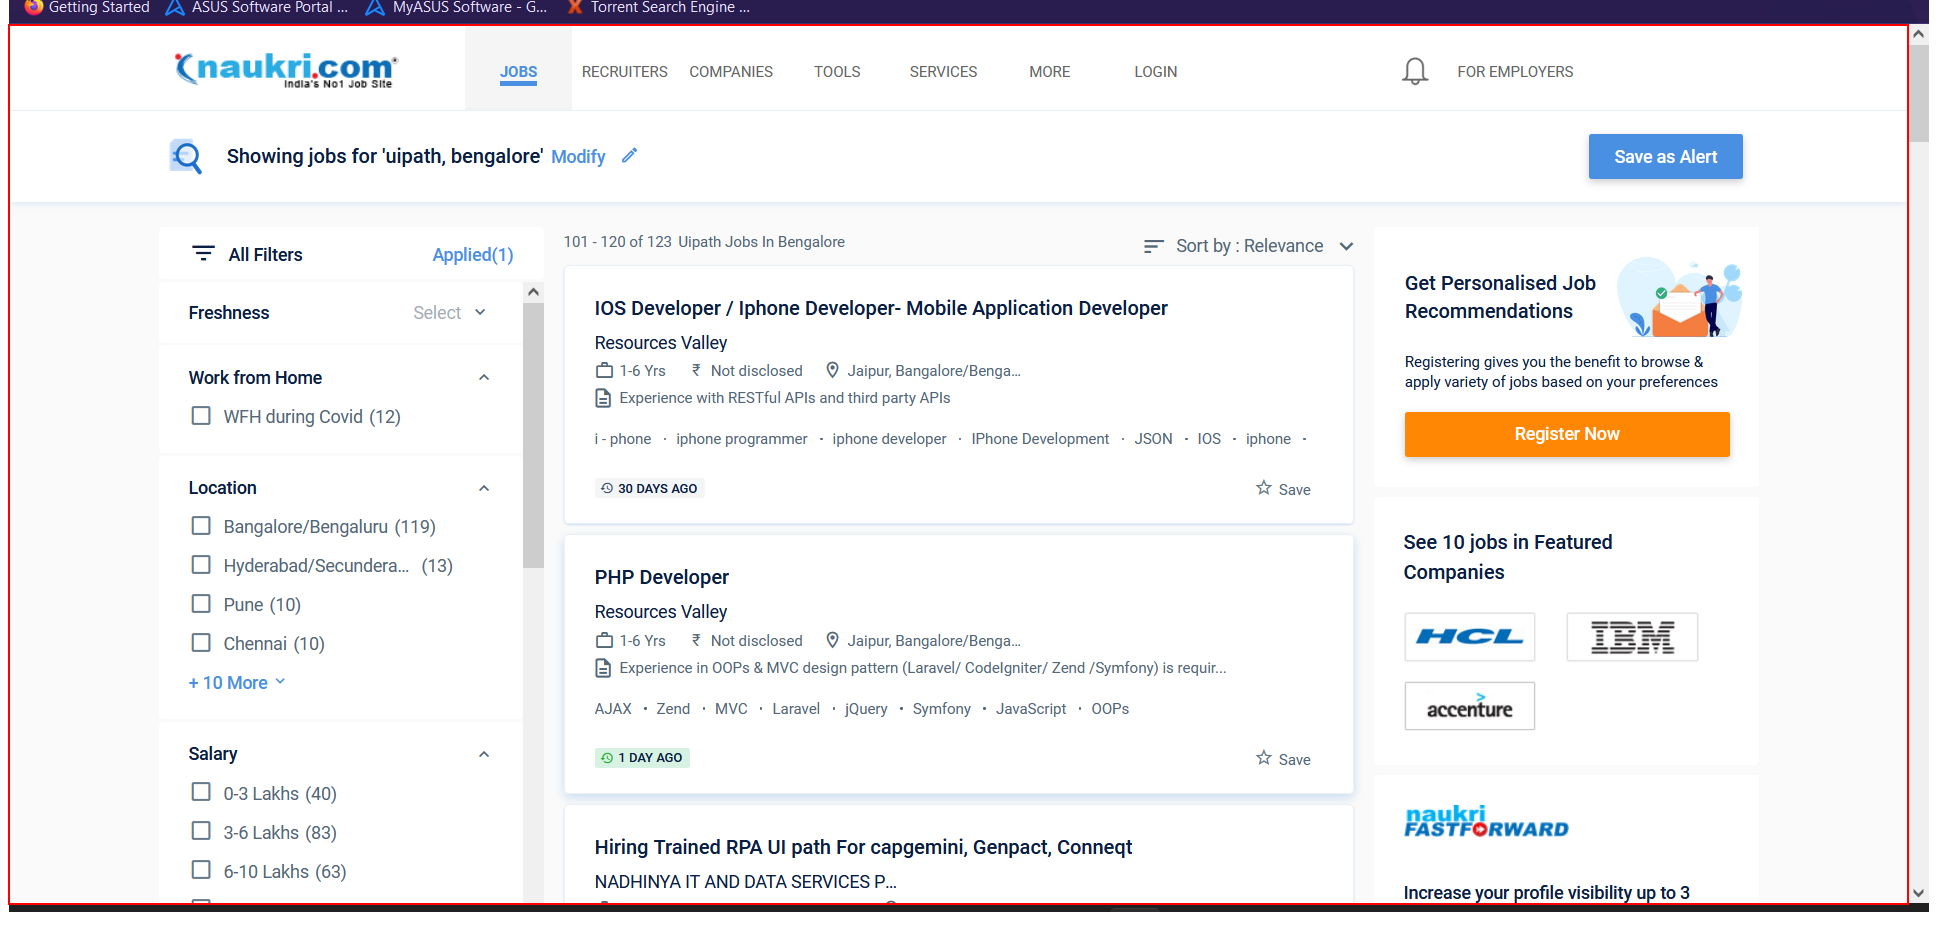 Getting Started ASUS Software Portal ... MyASUS Software - G... Torrent Search Engine ...
naukri.com
India's No1 Job Site
JOBS RECRUITERS COMPANIES TOOLS SERVICES MORE LOGIN FOR EMPLOYERS
Showing jobs for 'uipath, bengalore' Modify
Save as Alert
All Filters Applied(1)
Freshness Select
Work from Home
WFH during Covid (12)
Location
Bangalore/Bengaluru (119)
Hyderabad/Secundera... (13)
Pune (10)
Chennai (10)
+ 10 More
Salary
0-3 Lakhs (40)
3-6 Lakhs (83)
6-10 Lakhs (63)
101 - 120 of 123 Uipath Jobs In Bengalore
Sort by : Relevance
IOS Developer / Iphone Developer- Mobile Application Developer
Resources Valley
1-6 Yrs ₹ Not disclosed Jaipur, Bangalore/Benga...
Experience with RESTful APIs and third party APIs
i - phone · iphone programmer · iphone developer · IPhone Development · JSON · IOS · iphone ·
30 DAYS AGO Save
PHP Developer
Resources Valley
1-6 Yrs ₹ Not disclosed Jaipur, Bangalore/Benga...
Experience in OOPs & MVC design pattern (Laravel/ CodeIgniter/ Zend /Symfony) is requir...
AJAX · Zend · MVC · Laravel · jQuery · Symfony · JavaScript · OOPs
1 DAY AGO Save
Hiring Trained RPA UI path For capgemini, Genpact, Conneqt
NADHINYA IT AND DATA SERVICES P...
Get Personalised Job
Recommendations
Registering gives you the benefit to browse &
apply variety of jobs based on your preferences
Register Now
See 10 jobs in Featured
Companies
HCL IBM
accenture
naukri
FASTFORWARD
Increase your profile visibility up to 3